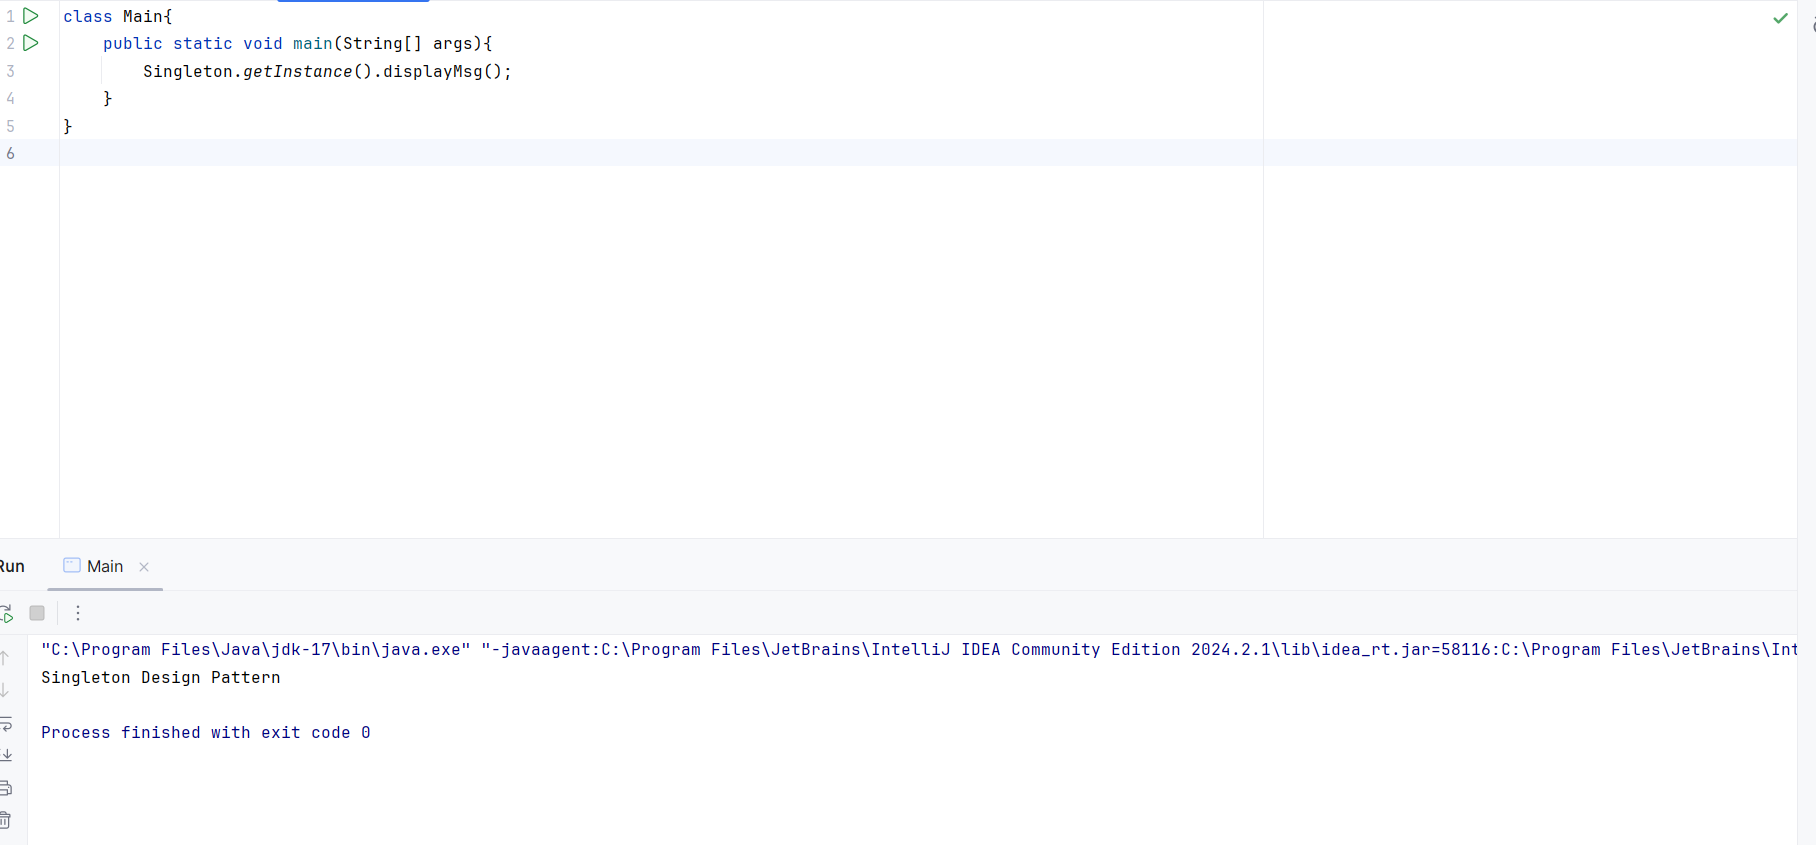 1 class Main{
2 public static void main(String[] args){
3 Singleton.getInstance().displayMsg();
4 }
5 }
6
Run Main
"C:\Program Files\Java\jdk-17\bin\java.exe" "-javaagent:C:\Program Files\JetBrains\IntelliJ IDEA Community Edition 2024.2.1\lib\idea_rt.jar=58116:C:\Program Files\JetBrains\Int
Singleton Design Pattern
Process finished with exit code 0